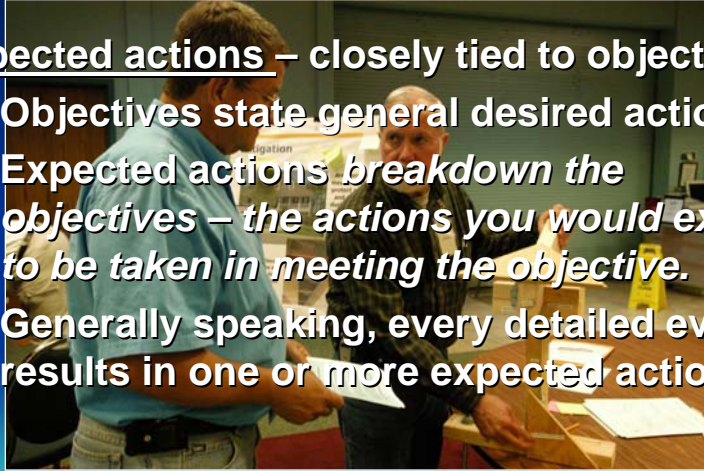 pected actions – closely tied to object
Objectives state general desired actio
Expected actions breakdown the
objectives – the actions you would ex
to be taken in meeting the objective.
Generally speaking, every detailed ev
results in one or more expected actio
tigation